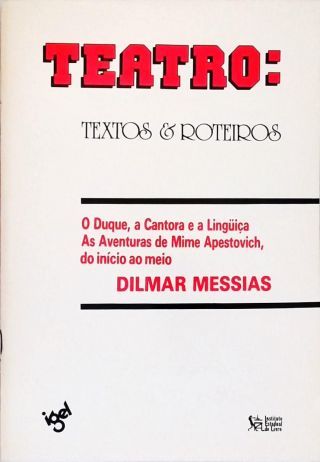 TEATRO:
TEXTOS & ROTEIROS
O Duque, a Cantora e a Lingüiça
As Aventuras de Mime Apestovich,
do início ao meio
DILMAR MESSIAS
igel
Instituto
Estadual
do Livro